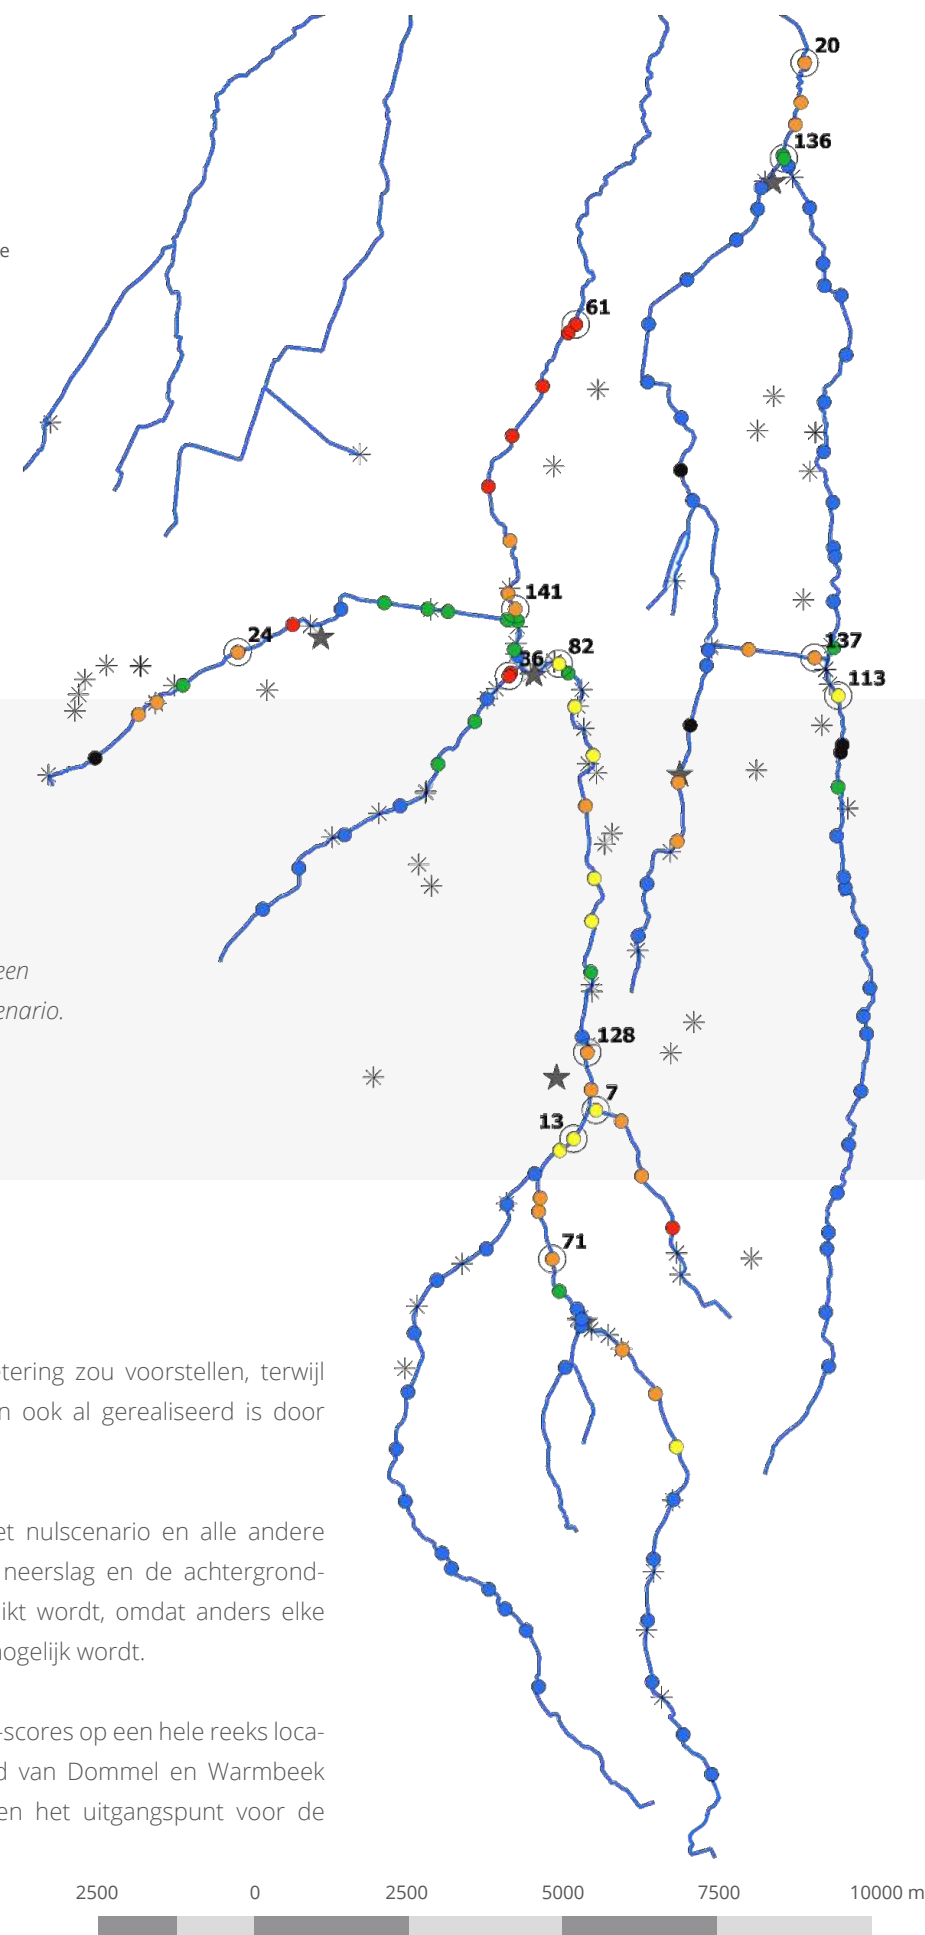 20
136
e
61
141
24
82
36
137
113
een
enario.
128
7
13
71
tering zou voorstellen, terwijl
n ook al gerealiseerd is door
et nulscenario en alle andere
neerslag en de achtergrond-
ikt wordt, omdat anders elke
nogelijk wordt.
-scores op een hele reeks loca-
d van Dommel en Warmbeek
en het uitgangspunt voor de
2500 0 2500 5000 7500 10000 m